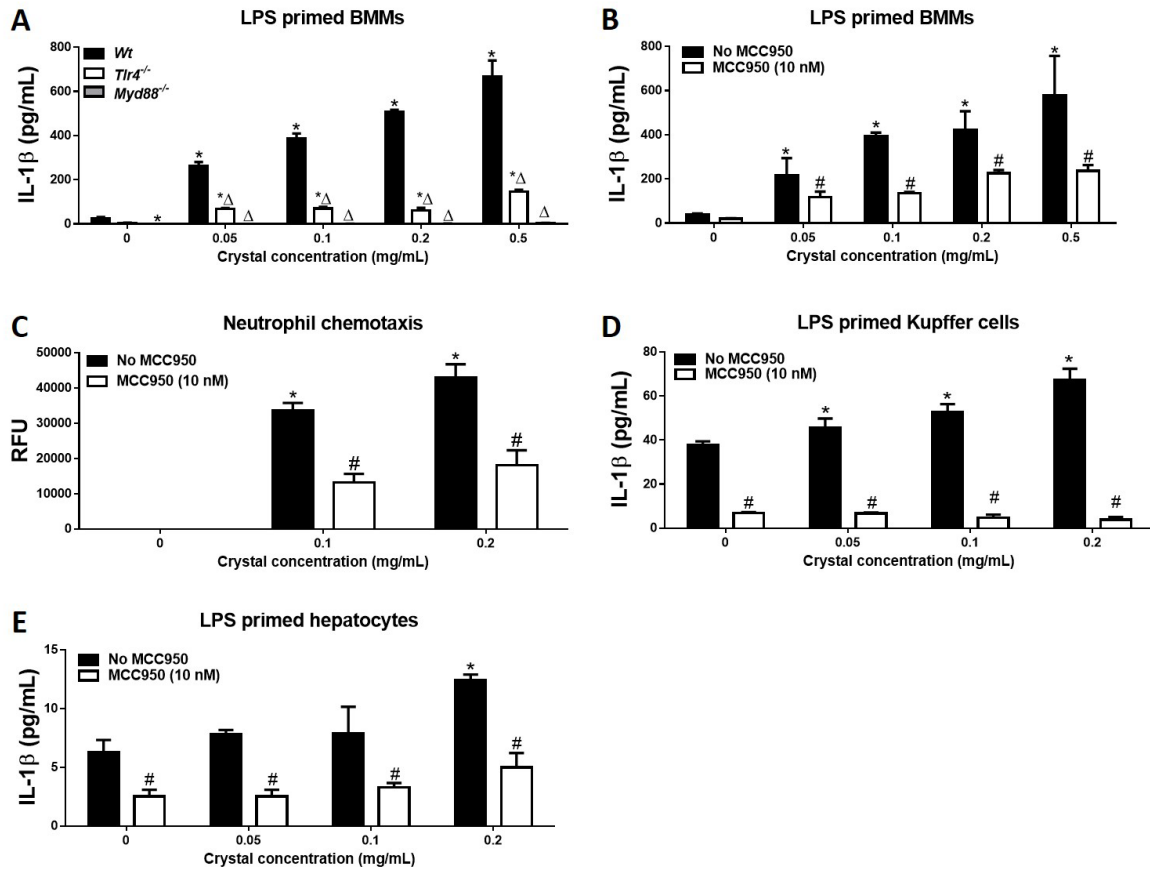 A
LPS primed BMMs
IL-1β (pg/mL)
800
600
400
200
0
Wt
Tlr4-/-
Myd88-/-
* * * * *
*Δ *Δ *Δ *Δ
* Δ Δ Δ Δ
0 0.05 0.1 0.2 0.5
Crystal concentration (mg/mL)
B
LPS primed BMMs
IL-1β (pg/mL)
800
600
400
200
0
No MCC950
MCC950 (10 nM)
* * * *
# # # #
0 0.05 0.1 0.2 0.5
Crystal concentration (mg/mL)
C
Neutrophil chemotaxis
RFU
50000
40000
30000
20000
10000
0
No MCC950
MCC950 (10 nM)
* *
# #
0 0.1 0.2
Crystal concentration (mg/mL)
D
LPS primed Kupffer cells
IL-1β (pg/mL)
80
60
40
20
0
No MCC950
MCC950 (10 nM)
* * *
# # # #
0 0.05 0.1 0.2
Crystal concentration (mg/mL)
E
LPS primed hepatocytes
IL-1β (pg/mL)
15
10
5
0
No MCC950
MCC950 (10 nM)
*
# # # #
0 0.05 0.1 0.2
Crystal concentration (mg/mL)